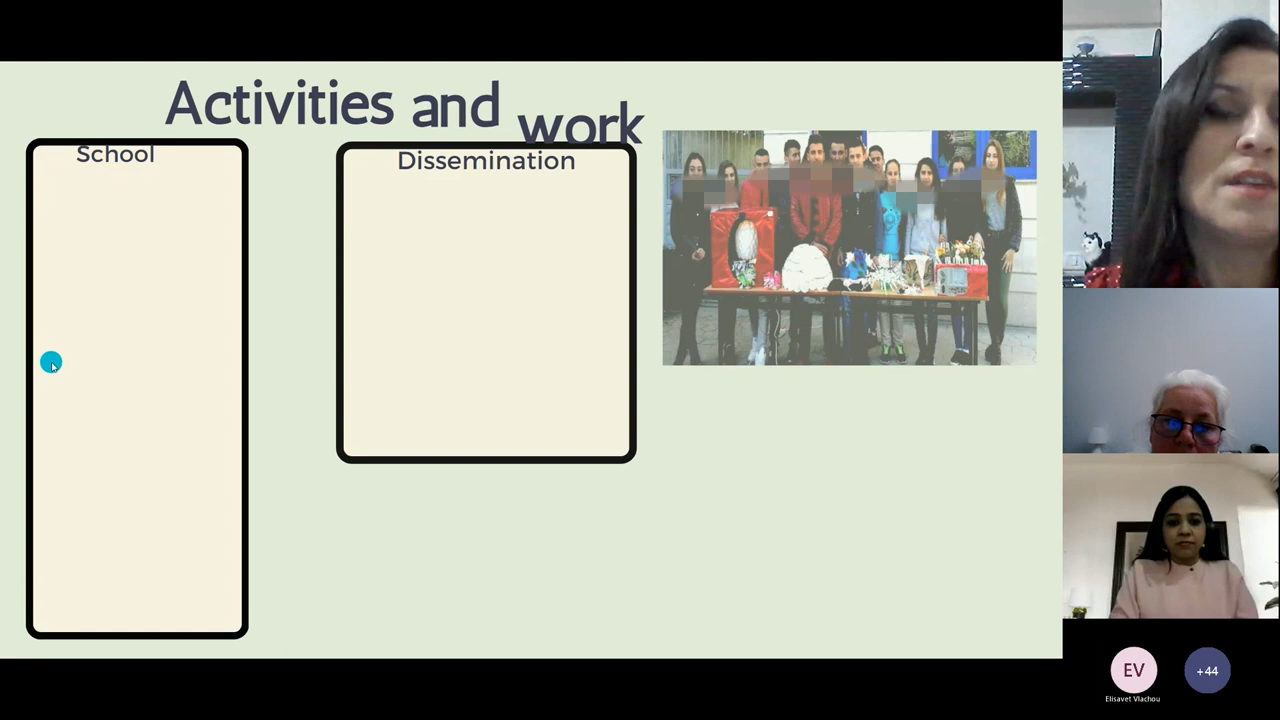 Activities and work
School
Dissemination
EV
+44
Elisavet Vlachou